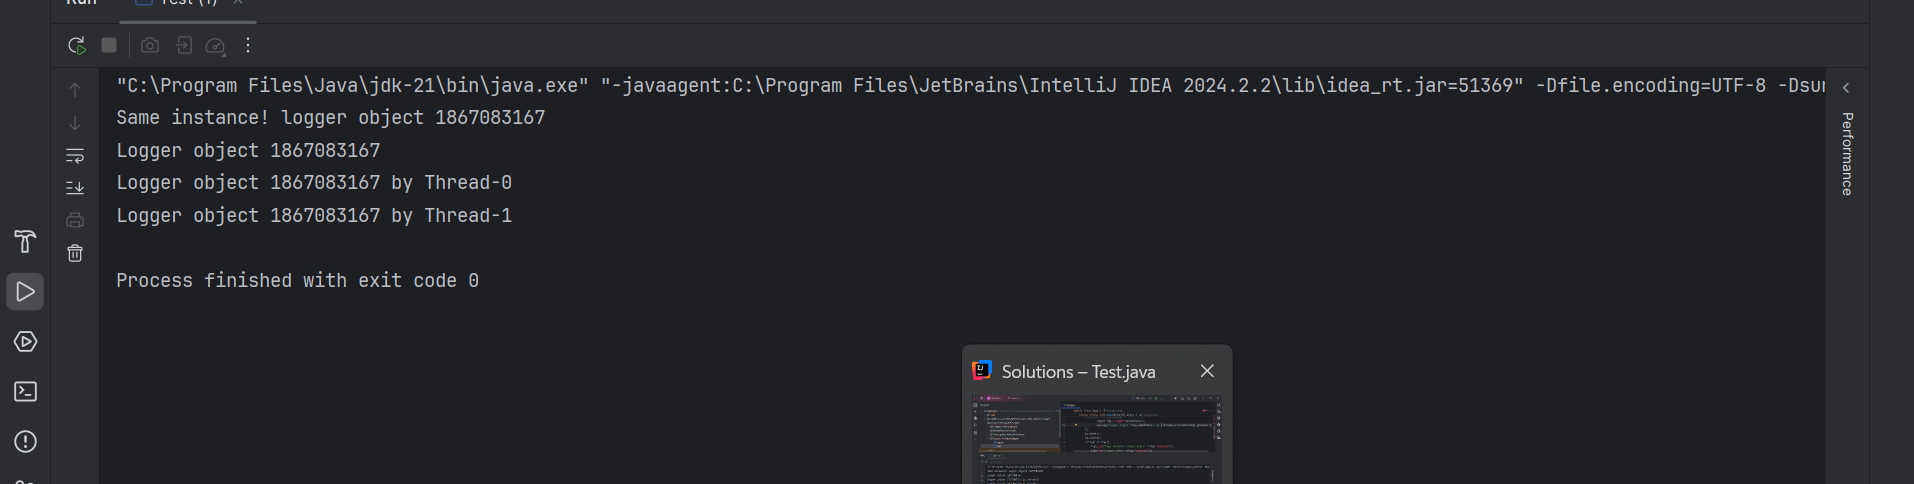 Run Test (1)
"C:\Program Files\Java\jdk-21\bin\java.exe" "-javaagent:C:\Program Files\JetBrains\IntelliJ IDEA 2024.2.2\lib\idea_rt.jar=51369" -Dfile.encoding=UTF-8 -Dsun
Same instance! logger object 1867083167
Logger object 1867083167
Logger object 1867083167 by Thread-0
Logger object 1867083167 by Thread-1
Process finished with exit code 0
Performance
Solutions – Test.java